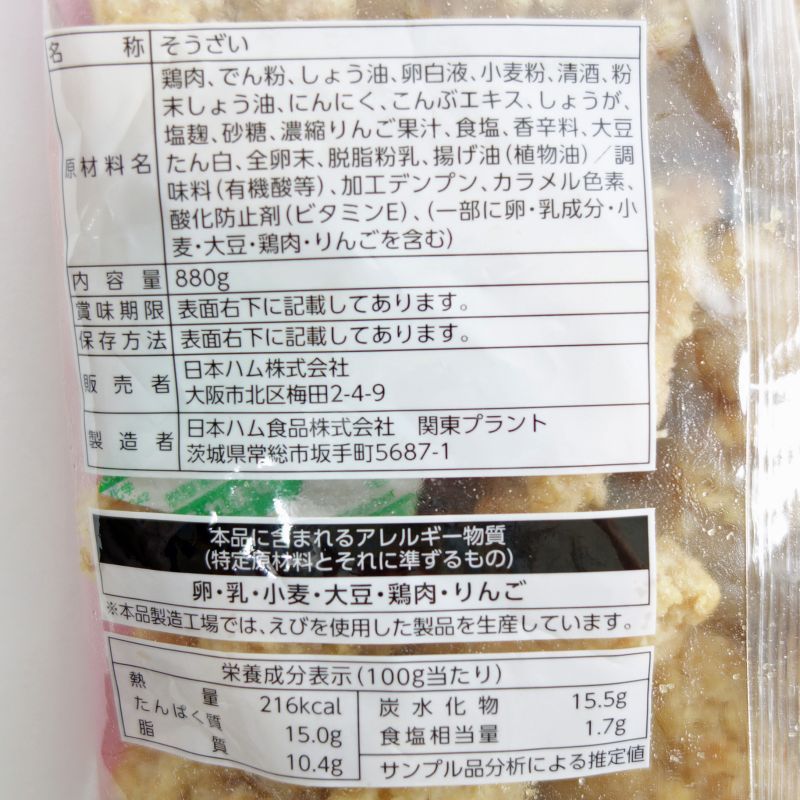 名称 そうざい
原材料名 鶏肉、でん粉、しょう油、卵白液、小麦粉、清酒、粉
末しょう油、にんにく、こんぶエキス、しょうが、
塩麹、砂糖、濃縮りんご果汁、食塩、香辛料、大豆
たん白、全卵末、脱脂粉乳、揚げ油(植物油)/調
味料(有機酸等)、加工デンプン、カラメル色素、
酸化防止剤(ビタミンE)、(一部に卵・乳成分・小
麦・大豆・鶏肉・りんごを含む)
内容量 880g
賞味期限 表面右下に記載してあります。
保存方法 表面右下に記載してあります。
販売者 日本ハム株式会社
大阪市北区梅田2-4-9
製造者 日本ハム食品株式会社 関東プラント
茨城県常総市坂手町5687-1
本品に含まれるアレルギー物質
(特定原材料とそれに準ずるもの)
卵・乳・小麦・大豆・鶏肉・りんご
※本品製造工場では、えびを使用した製品を生産しています。
栄養成分表示(100g当たり)
熱量 216kcal
たんぱく質 15.0g
脂質 10.4g
炭水化物 15.5g
食塩相当量 1.7g
サンプル品分析による推定値